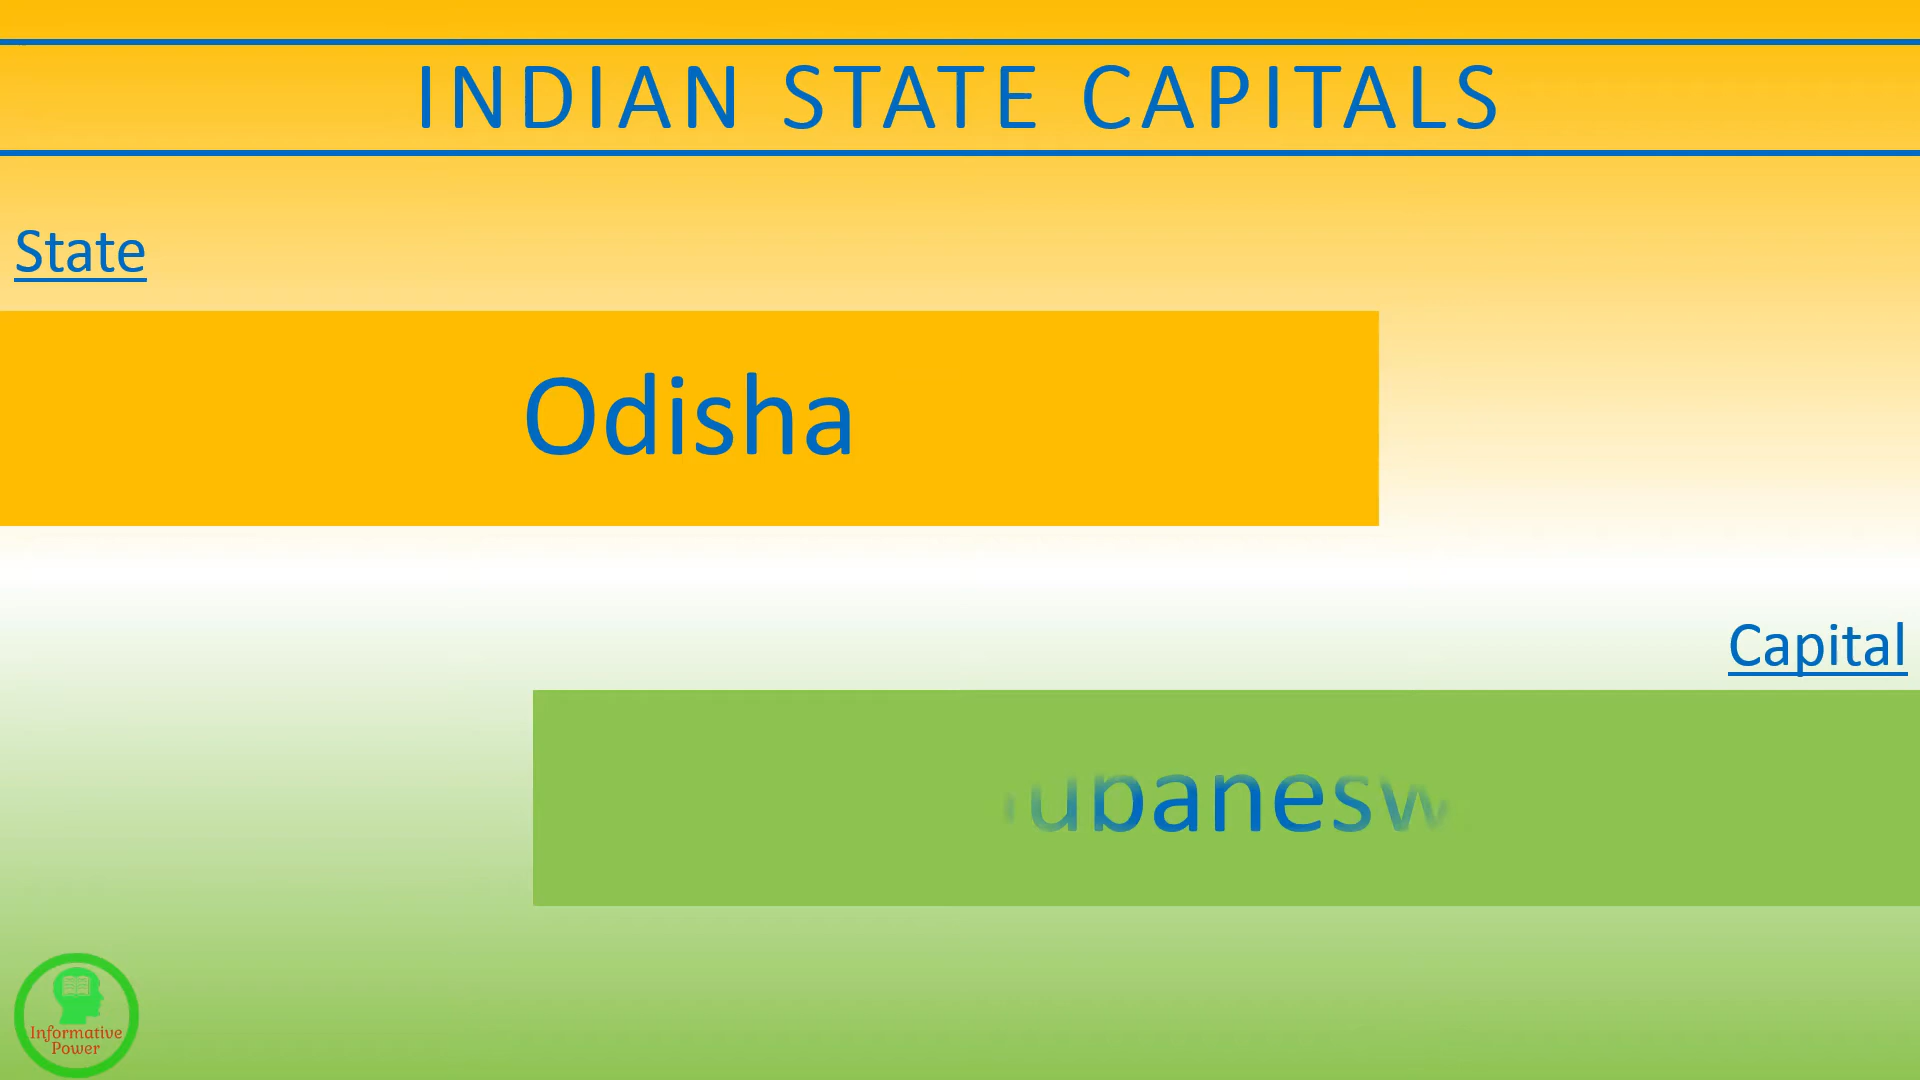 INDIAN STATE CAPITALS
State
Odisha
Capital
ubanesw
Informative
Power